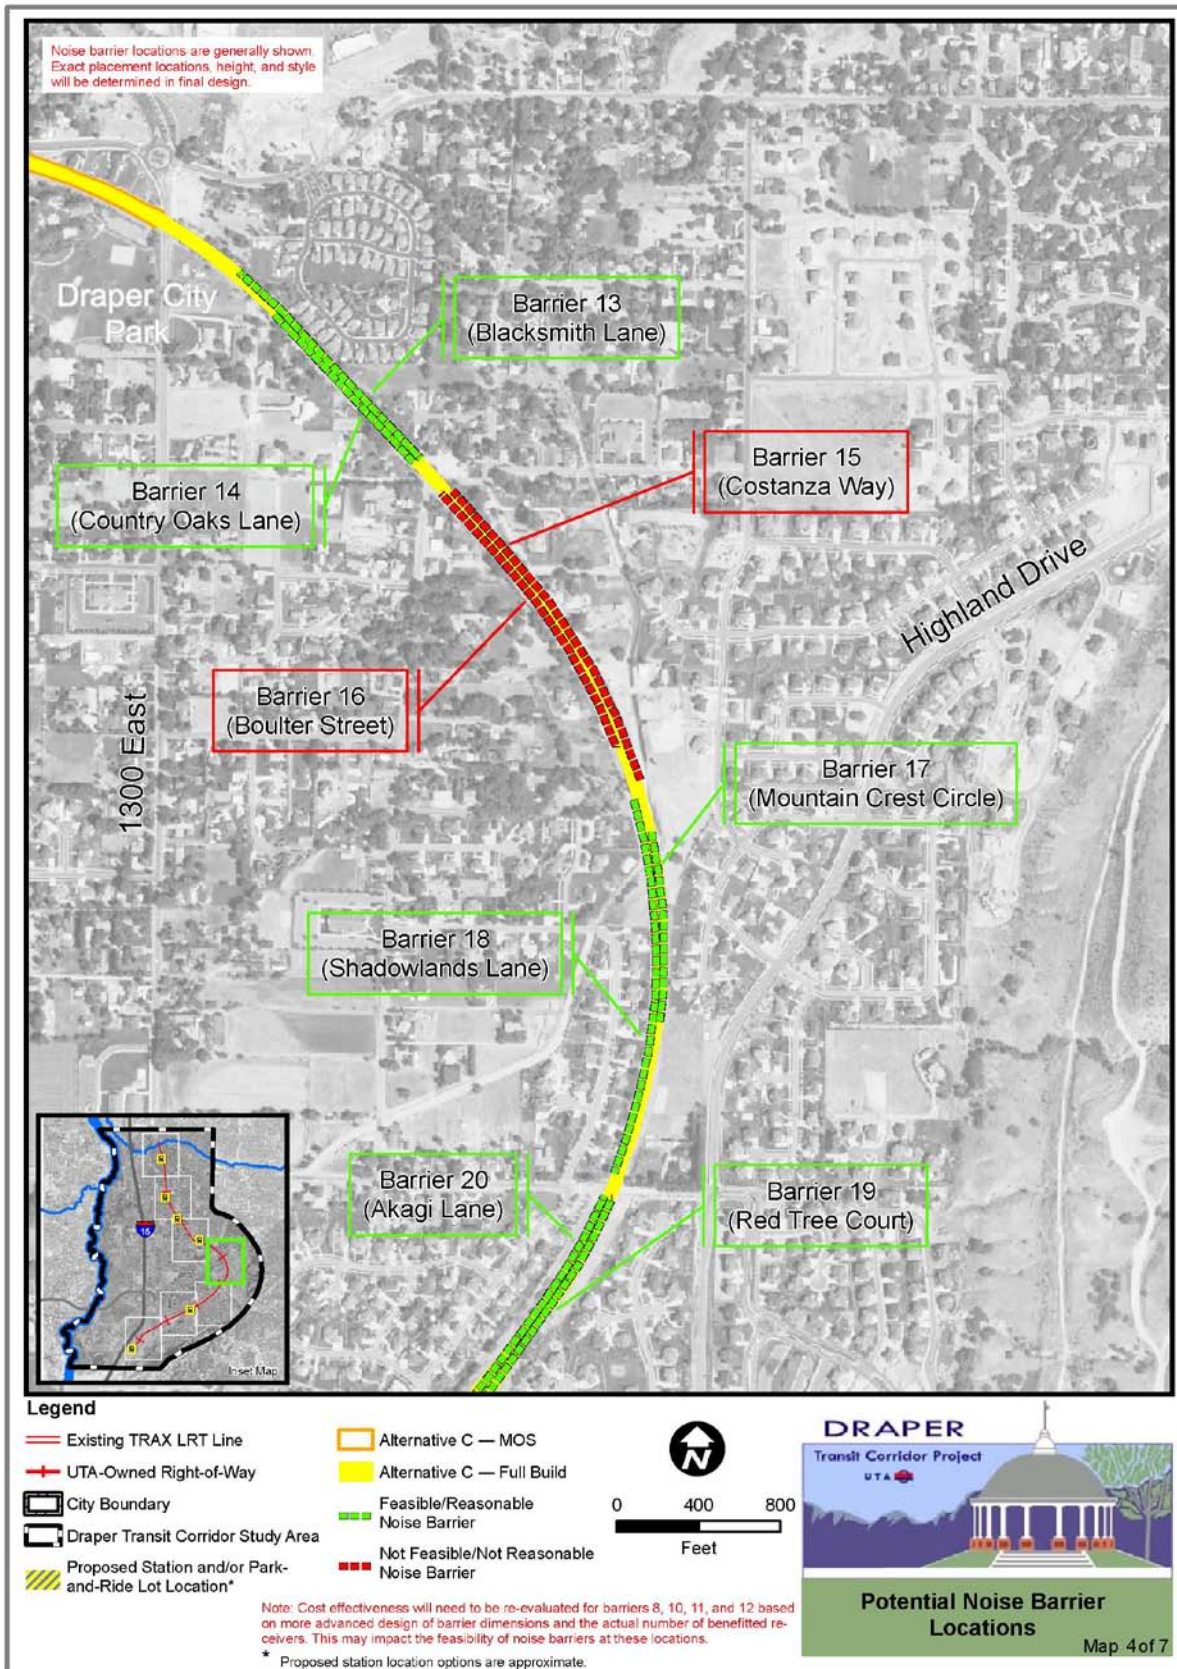 Noise barrier locations are generally shown.
Exact placement locations, height, and style
will be determined in final design.
Draper City
Park
Barrier 13
(Blacksmith Lane)
Barrier 14
(Country Oaks Lane)
Barrier 15
(Costanza Way)
Highland Drive
Barrier 16
(Boulter Street)
1300 East
Barrier 17
(Mountain Crest Circle)
Barrier 18
(Shadowlands Lane)
Barrier 20
(Akagi Lane)
Barrier 19
(Red Tree Court)
15
Inset Map
Legend
Existing TRAX LRT Line
UTA-Owned Right-of-Way
City Boundary
Draper Transit Corridor Study Area
Proposed Station and/or Park-
and-Ride Lot Location*
Alternative C — MOS
Alternative C — Full Build
Feasible/Reasonable
Noise Barrier
Not Feasible/Not Reasonable
Noise Barrier
N
0 400 800
Feet
Note: Cost effectiveness will need to be re-evaluated for barriers 8, 10, 11, and 12 based
on more advanced design of barrier dimensions and the actual number of benefitted re-
ceivers. This may impact the feasibility of noise barriers at these locations.
* Proposed station location options are approximate.
DRAPER
Transit Corridor Project
UTA
Potential Noise Barrier
Locations
Map 4 of 7